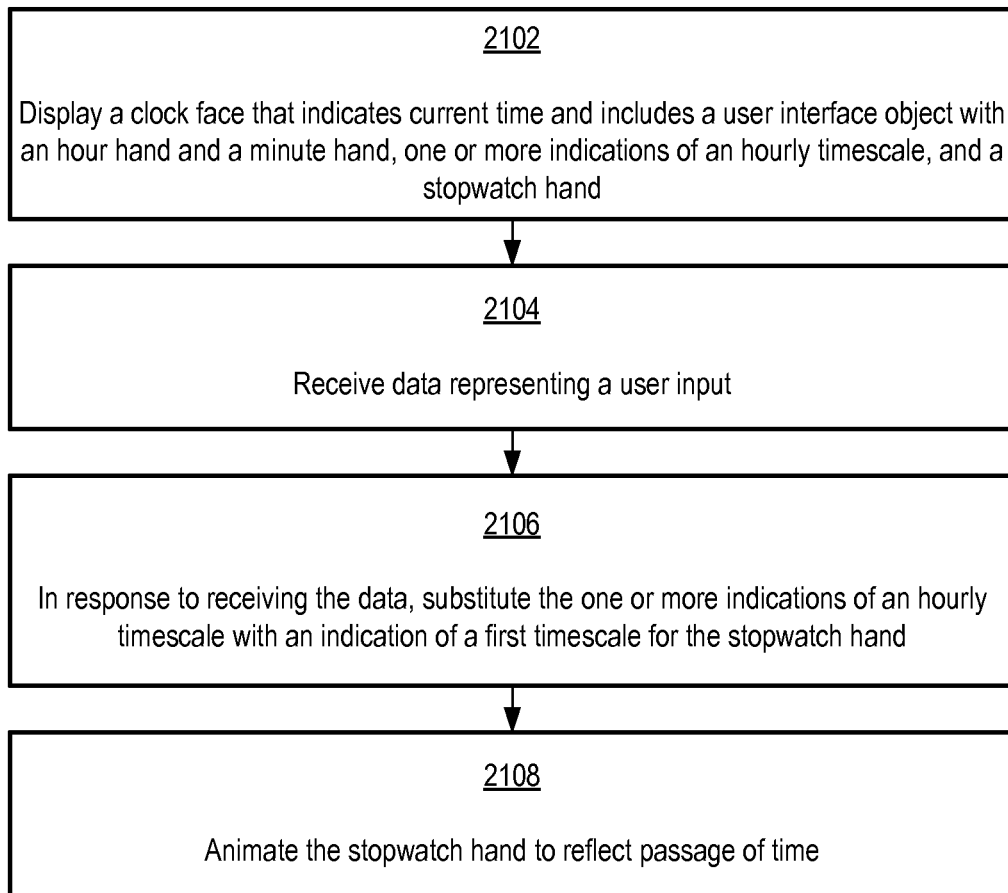 2102
Display a clock face that indicates current time and includes a user interface object with
an hour hand and a minute hand, one or more indications of an hourly timescale, and a
stopwatch hand
2104
Receive data representing a user input
2106
In response to receiving the data, substitute the one or more indications of an hourly
timescale with an indication of a first timescale for the stopwatch hand
2108
Animate the stopwatch hand to reflect passage of time